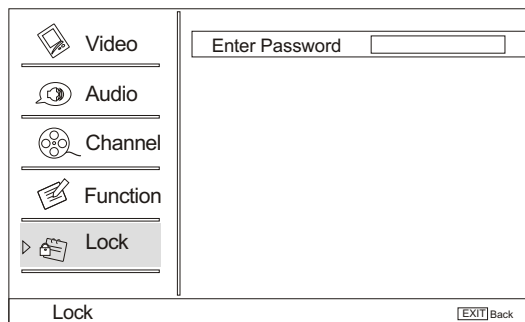 Video
Audio
Channel
Function
Lock
Enter Password
Lock
EXIT Back